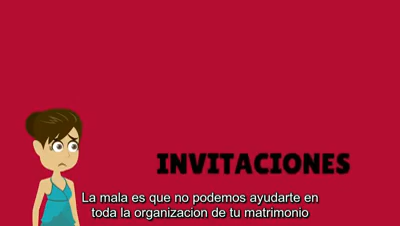 INVITACIONES
La mala es que no podemos ayudarte en
toda la organizacion de tu matrimonio